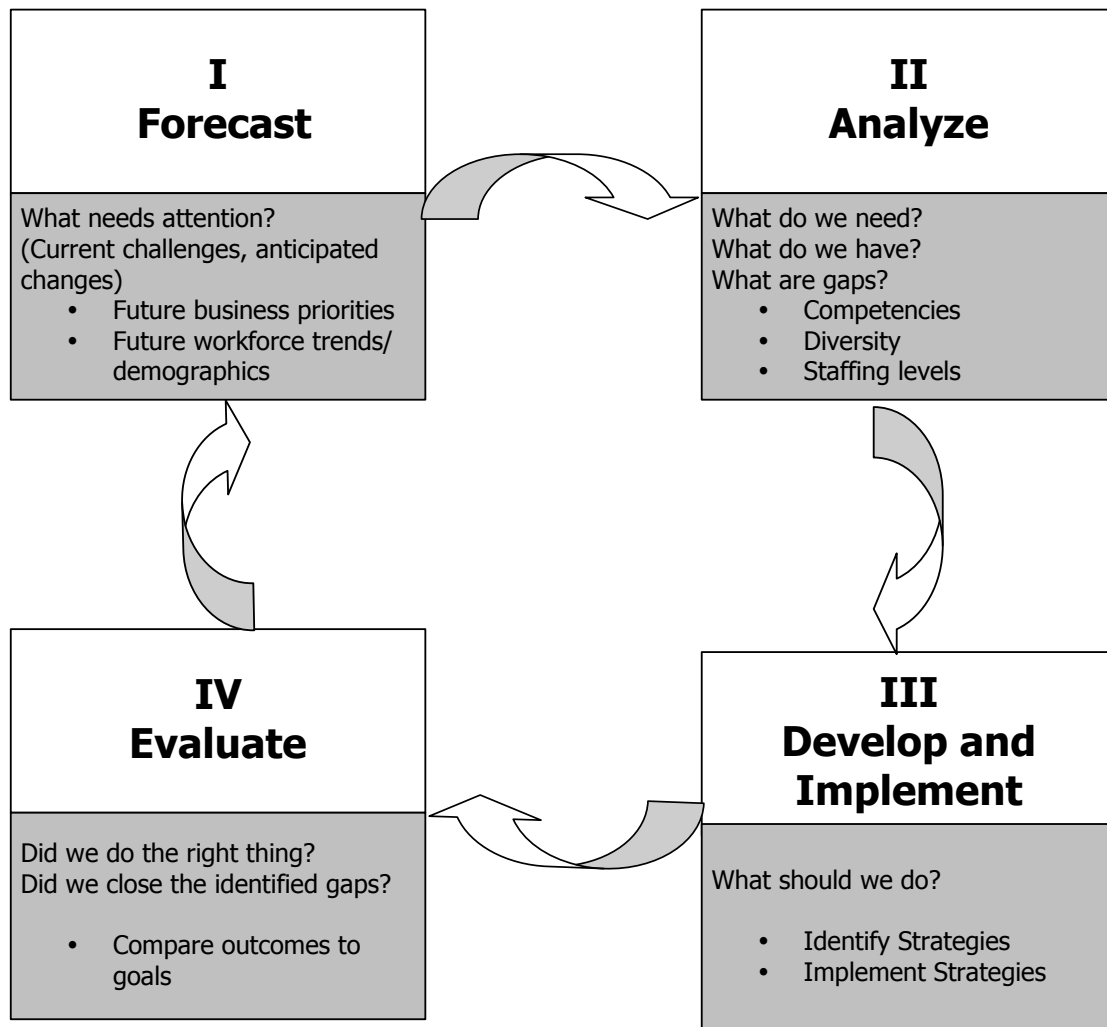 I
Forecast
What needs attention?
(Current challenges, anticipated
changes)
• Future business priorities
• Future workforce trends/
demographics
II
Analyze
What do we need?
What do we have?
What are gaps?
• Competencies
• Diversity
• Staffing levels
III
Develop and
Implement
What should we do?
• Identify Strategies
• Implement Strategies
IV
Evaluate
Did we do the right thing?
Did we close the identified gaps?
• Compare outcomes to
goals